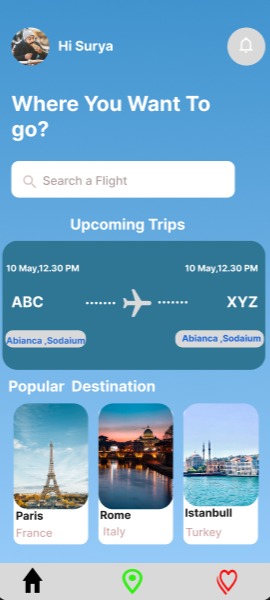 Hi Surya
Where You Want To
go?
Search a Flight
Upcoming Trips
10 May,12.30 PM 10 May,12.30 PM
ABC XYZ
Abianca ,Sodaium Abianca ,Sodaium
Popular Destination
Paris Rome Istanbull
France Italy Turkey